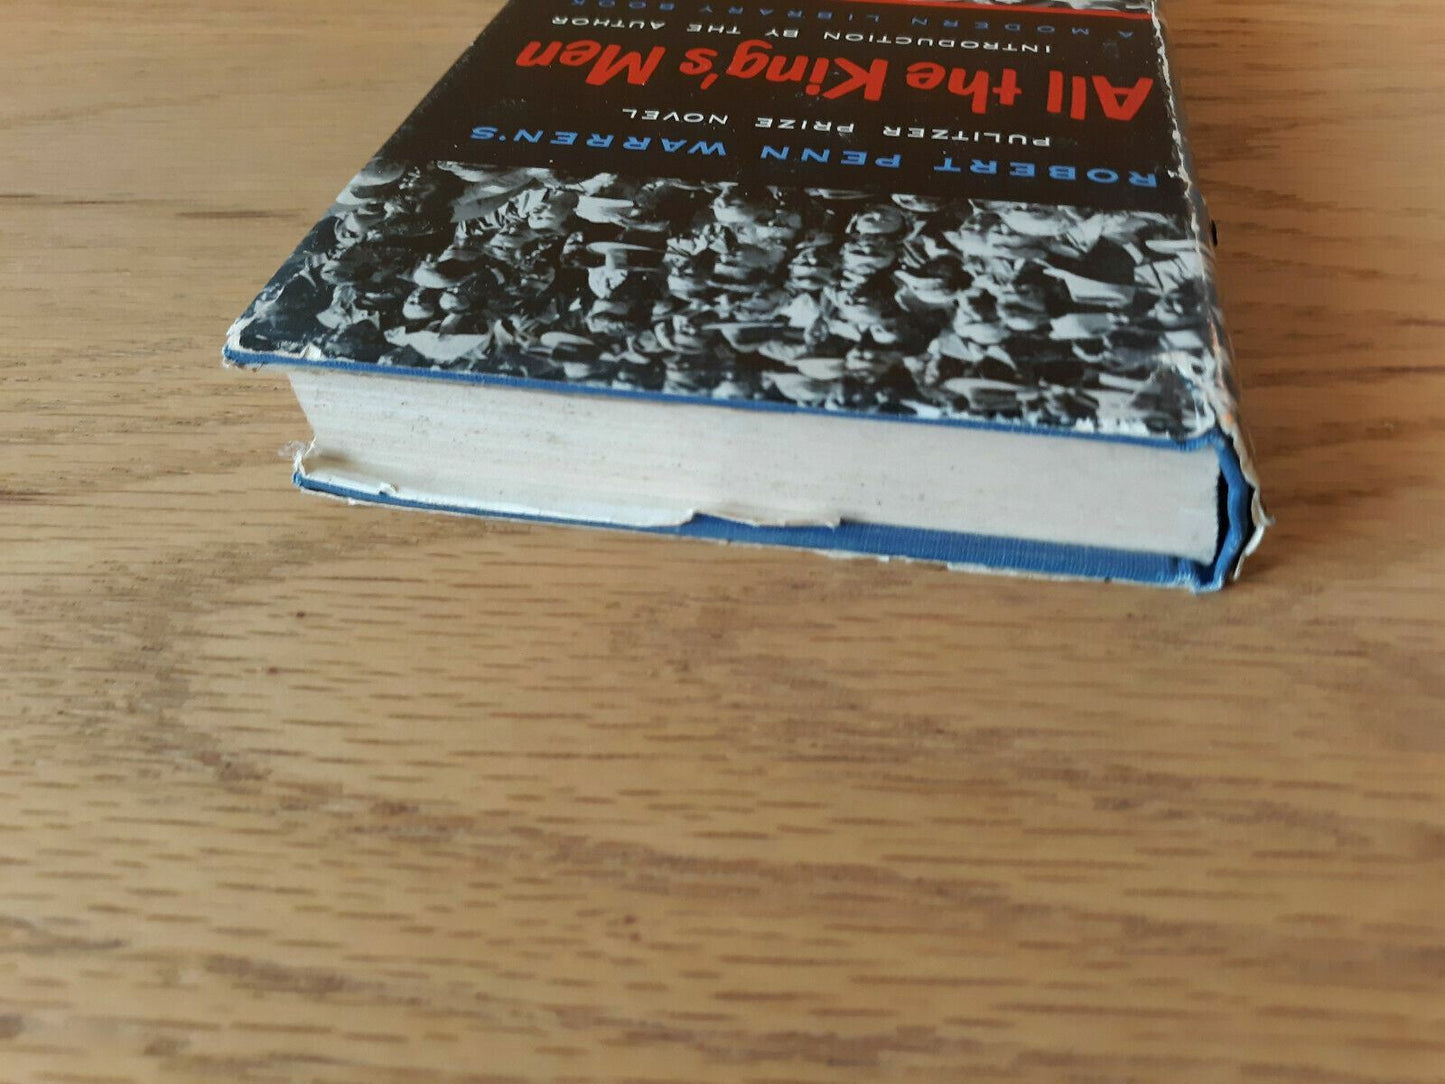 ROBERT PENN WARREN'S
PULITZER PRIZE NOVEL
All the King's Men
INTRODUCTION BY THE AUTHOR
A MODERN LIBRARY BOOK